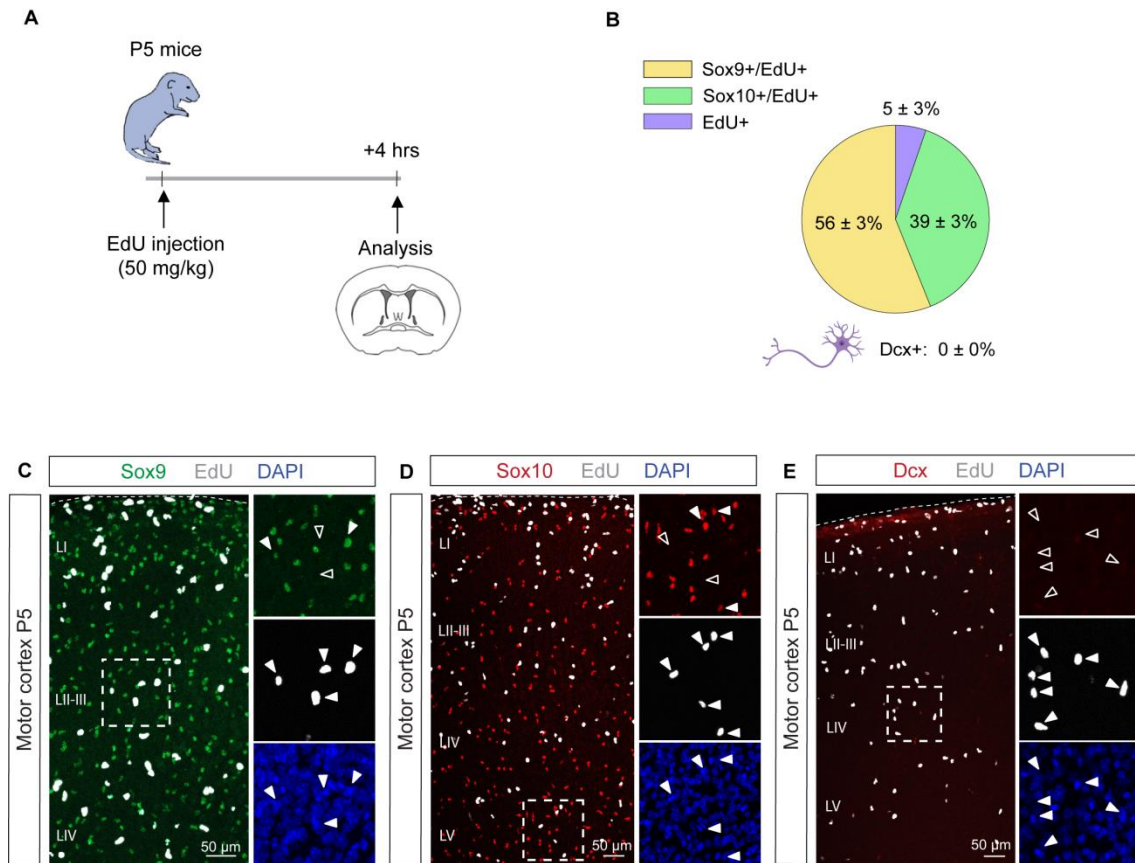 A
P5 mice
+4 hrs
EdU injection
(50 mg/kg)
Analysis
B
Sox9+/EdU+
Sox10+/EdU+
EdU+
5 ± 3%
56 ± 3%
39 ± 3%
Dcx+: 0 ± 0%
C
Sox9 EdU DAPI
Motor cortex P5
LI
LII-III
LIV
50 µm
D
Sox10 EdU DAPI
Motor cortex P5
LI
LII-III
LIV
LV
50 µm
E
Dcx EdU DAPI
Motor cortex P5
LI
LII-III
LIV
LV
50 µm